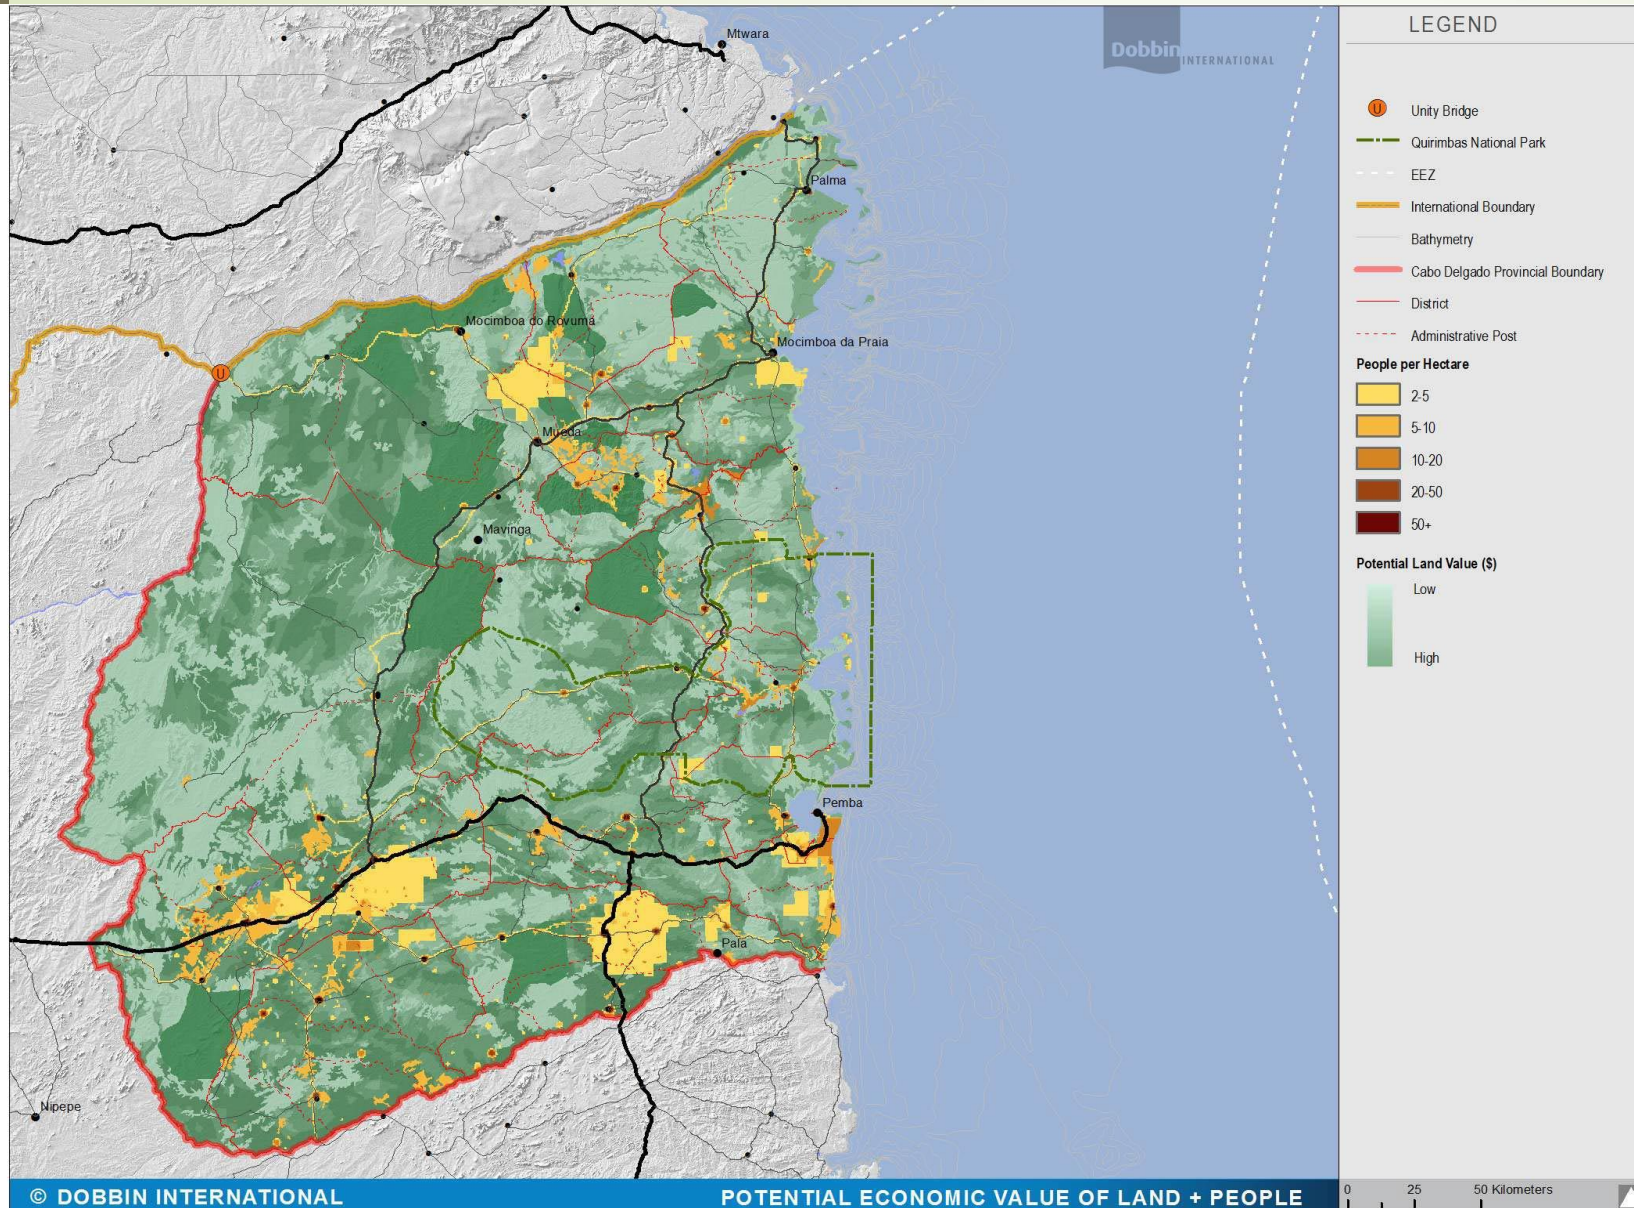 Mtwara
Dobbin
INTERNATIONAL
Palma
Mocimboa do Rovuma
Mocimboa da Praia
U
Mueda
Mavinga
Pemba
Pala
Nipepe
LEGEND
U Unity Bridge
Quirimbas National Park
EEZ
International Boundary
Bathymetry
Cabo Delgado Provincial Boundary
District
Administrative Post
People per Hectare
2-5
5-10
10-20
20-50
50+
Potential Land Value ($)
Low
High
© DOBBIN INTERNATIONAL
POTENTIAL ECONOMIC VALUE OF LAND + PEOPLE
0 25 50 Kilometers